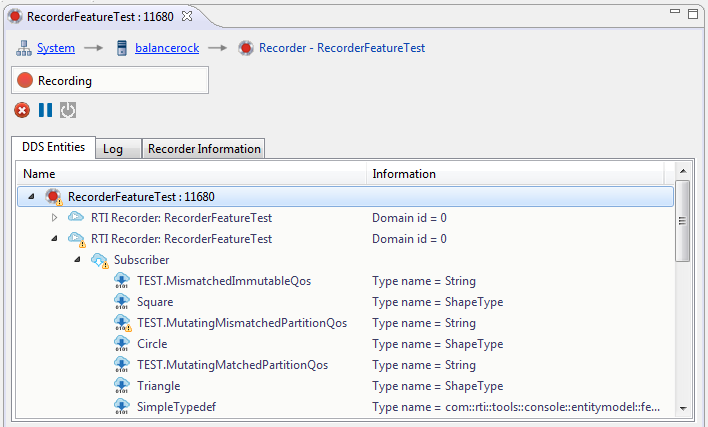 RecorderFeatureTest : 11680
System balancerock Recorder - RecorderFeatureTest
Recording
DDS Entities Log Recorder Information
Name Information
RecorderFeatureTest : 11680
RTI Recorder: RecorderFeatureTest Domain id = 0
RTI Recorder: RecorderFeatureTest Domain id = 0
Subscriber
TEST.MismatchedImmutableQos Type name = String
Square Type name = ShapeType
TEST.MutatingMismatchedPartitionQos Type name = String
Circle Type name = ShapeType
TEST.MutatingMatchedPartitionQos Type name = String
Triangle Type name = ShapeType
SimpleTypedef Type name = com::rti::tools::console::entitymodel::fe...